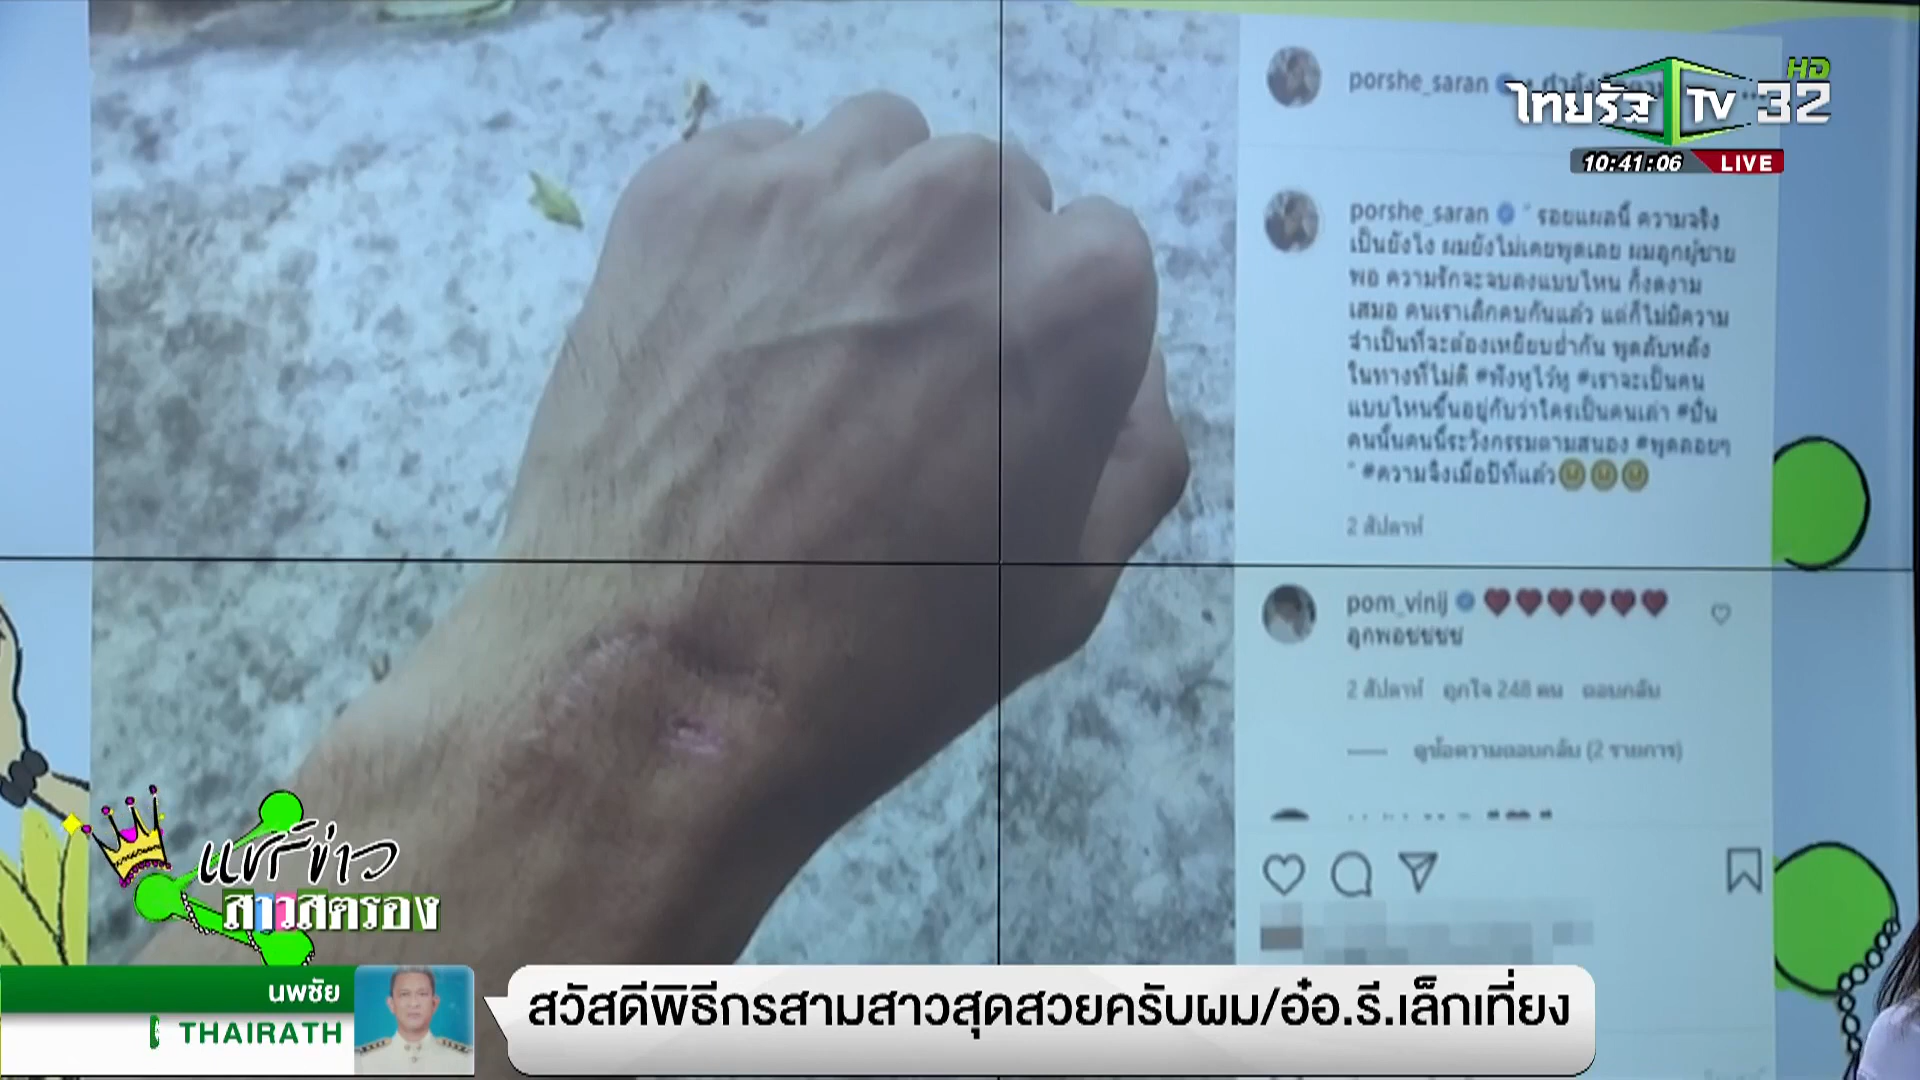 porshe_saran
ไทยรัฐ TV 32 HD
10:41:06 LIVE
porshe_saran " รอยแผลนี้ ความจริง
เป็นยังไง ผมยังไม่เคยพูดเลย ผมลูกผู้ชาย
พอ ความรักจะจบลงแบบไหน ก็งดงาม
เสมอ คนเราเลิกคบกันแล้ว แต่ก็ไม่มีความ
จำเป็นที่จะต้องเหยียบย่ำกัน พูดลับหลัง
ในทางที่ไม่ดี #ฟังหูไว้หู #เราจะเป็นคน
แบบไหนขึ้นอยู่กับว่าใครเป็นคนเล่า #ปั่น
คนนั้นคนนี้ระวังกรรมตามสนอง #พูดลอยๆ
" #ความจิงเมื่อปีที่แล้ว
2 สัปดาห์
pom_vinij
ลูกพ่อชชชช
2 สัปดาห์ ถูกใจ 248 คน ตอบกลับ
ดูข้อความตอบกลับ (2 รายการ)
แชร์ข่าว
สาวสตรอง
นพชัย
THAIRATH
สวัสดีพิธีกรสามสาวสุดสวยครับผม/อ๋อ.รี.เล็กเที่ยง